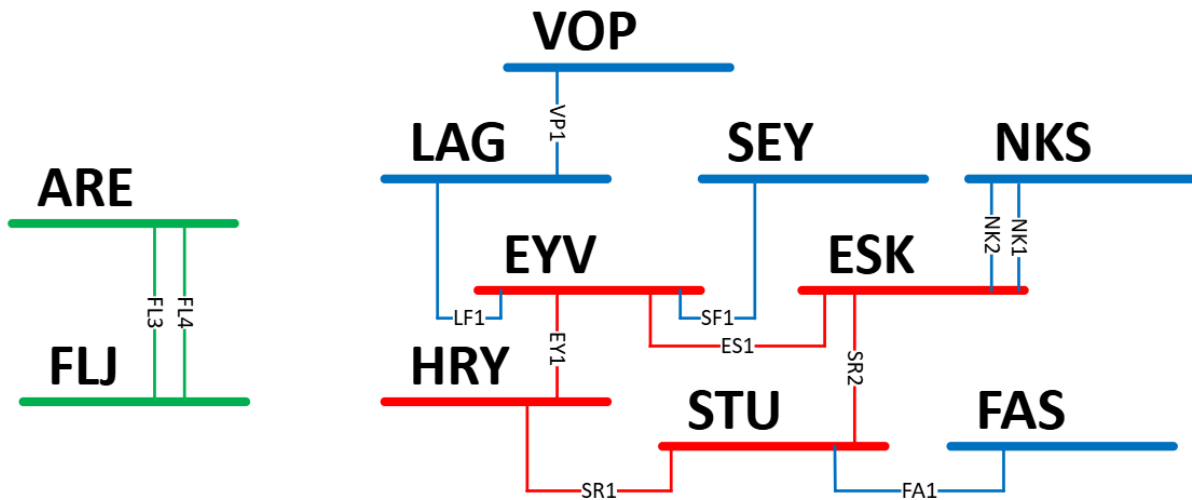 VOP
VP1
LAG
SEY
NKS
ARE
NK2
NK1
EYV
ESK
FL3
FL4
LF1
SF1
EY1
ES1
SR2
FLJ
HRY
STU
FAS
SR1
FA1